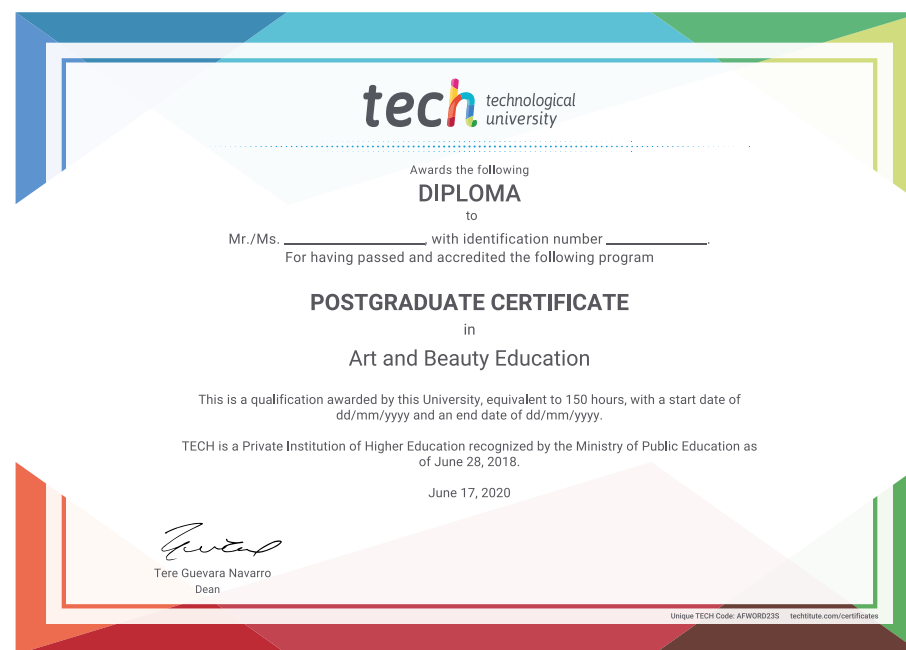 tech technological
university
Awards the following
DIPLOMA
to
Mr./Ms. ____________, with identification number ____________.
For having passed and accredited the following program
POSTGRADUATE CERTIFICATE
in
Art and Beauty Education
This is a qualification awarded by this University, equivalent to 150 hours, with a start date of
dd/mm/yyyy and an end date of dd/mm/yyyy.
TECH is a Private Institution of Higher Education recognized by the Ministry of Public Education as
of June 28, 2018.
June 17, 2020
Tere Guevara Navarro
Dean
Unique TECH Code: AFWORD23S techtitute.com/certificates